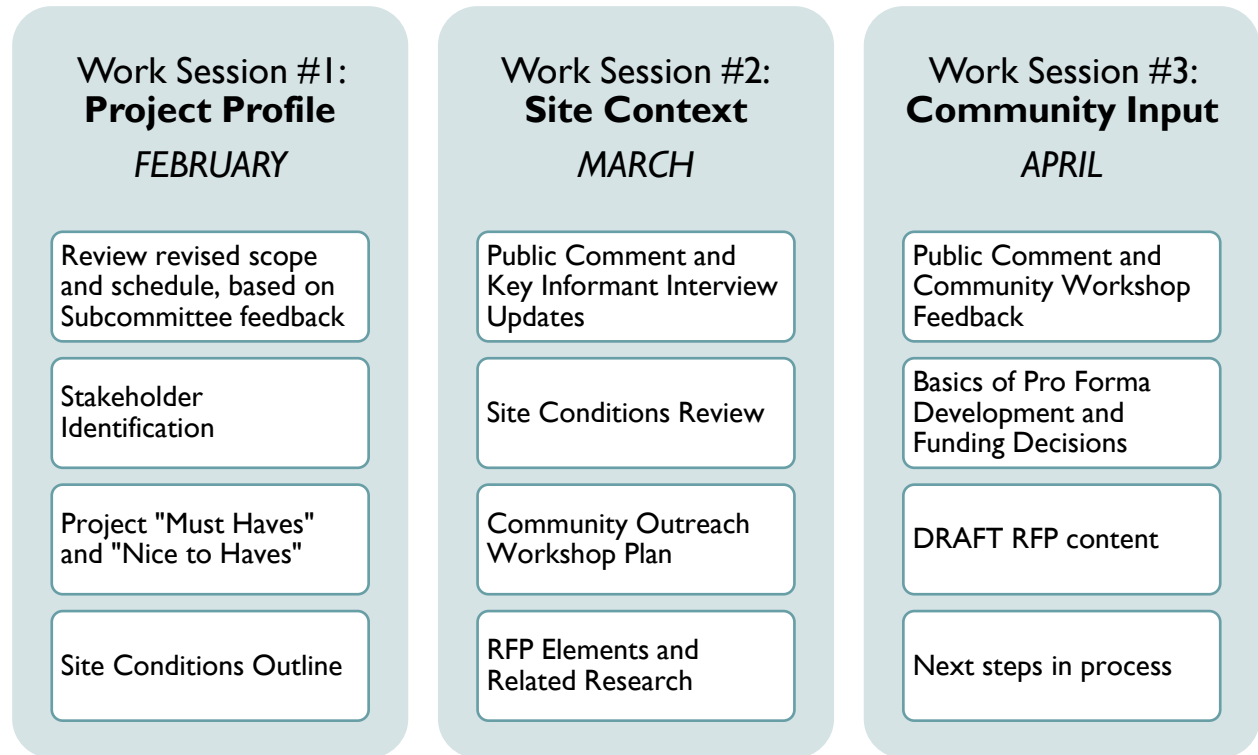 Work Session #1:
Project Profile
FEBRUARY
Review revised scope
and schedule, based on
Subcommittee feedback
Stakeholder
Identification
Project "Must Haves"
and "Nice to Haves"
Site Conditions Outline
Work Session #2:
Site Context
MARCH
Public Comment and
Key Informant Interview
Updates
Site Conditions Review
Community Outreach
Workshop Plan
RFP Elements and
Related Research
Work Session #3:
Community Input
APRIL
Public Comment and
Community Workshop
Feedback
Basics of Pro Forma
Development and
Funding Decisions
DRAFT RFP content
Next steps in process